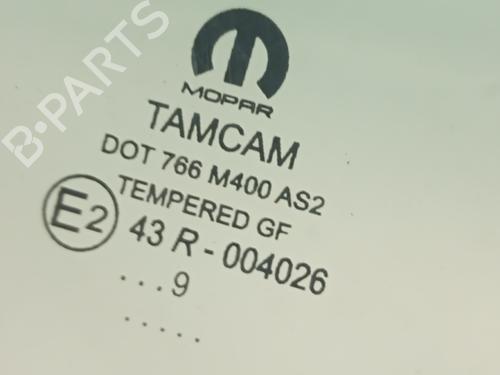 B-PARTS
MOPAR
TAMCAM
DOT 766 M400 AS2
TEMPERED GF
E2 43 R - 004026
...9
.....